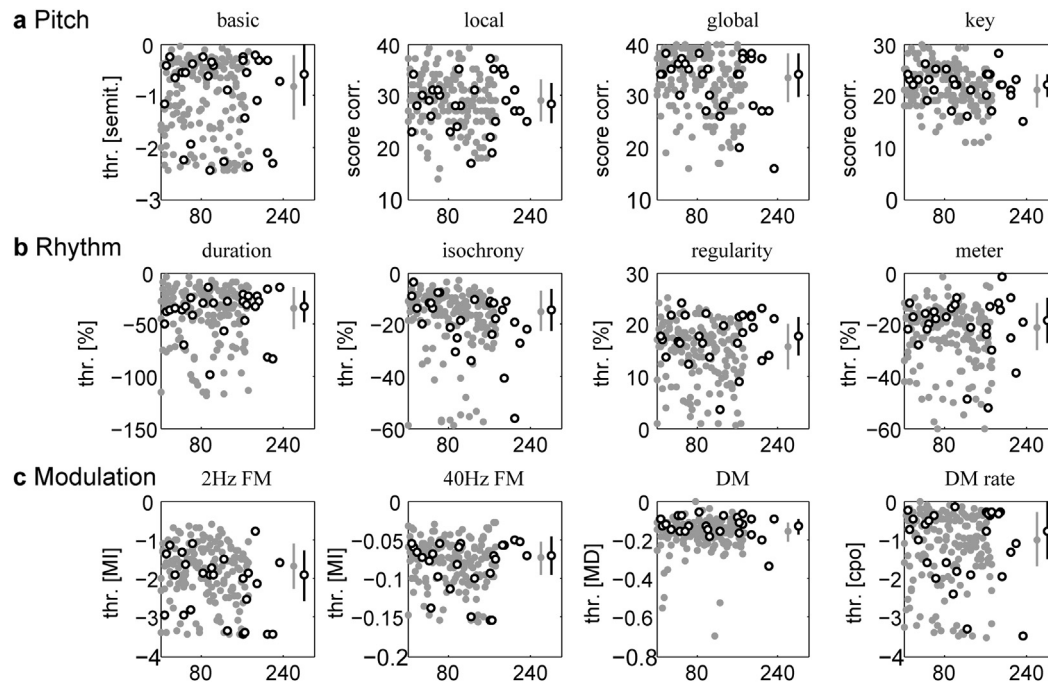 a Pitch
basic
local
global
key
thr. [semit.]
0
-1
-2
-3
80
240
score corr.
40
30
20
10
80
240
score corr.
40
30
20
10
80
240
score corr.
30
20
10
0
80
240
b Rhythm
duration
isochrony
regularity
meter
thr. [%]
0
-50
-100
-150
80
240
thr. [%]
0
-20
-40
-60
80
240
thr. [%]
30
20
10
0
80
240
thr. [%]
0
-20
-40
-60
80
240
c Modulation
2Hz FM
40Hz FM
DM
DM rate
thr. [MI]
0
-1
-2
-3
-4
80
240
thr. [MI]
0
-0.05
-0.1
-0.15
-0.2
80
240
thr. [MD]
0
-0.2
-0.4
-0.6
-0.8
80
240
thr. [cpo]
0
-1
-2
-3
-4
80
240